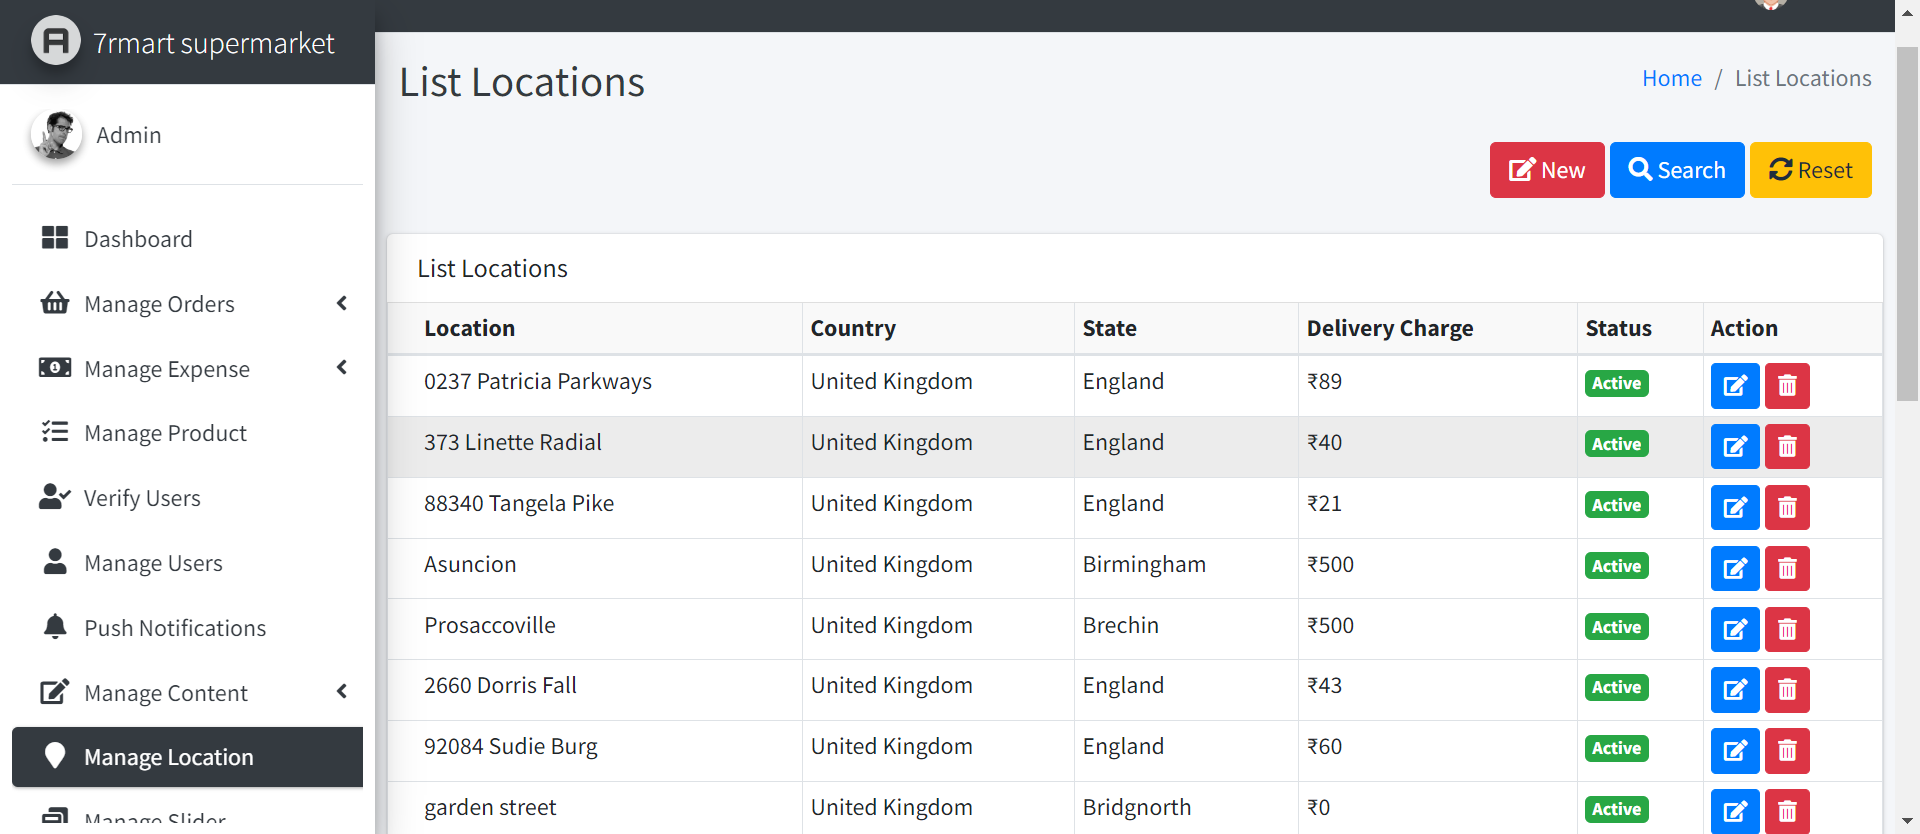 7rmart supermarket
Admin
Dashboard
Manage Orders
Manage Expense
Manage Product
Verify Users
Manage Users
Push Notifications
Manage Content
Manage Location
Manage Slider
List Locations
Home / List Locations
New Search Reset
List Locations
Location Country State Delivery Charge Status Action
0237 Patricia Parkways United Kingdom England ₹89 Active
373 Linette Radial United Kingdom England ₹40 Active
88340 Tangela Pike United Kingdom England ₹21 Active
Asuncion United Kingdom Birmingham ₹500 Active
Prosaccoville United Kingdom Brechin ₹500 Active
2660 Dorris Fall United Kingdom England ₹43 Active
92084 Sudie Burg United Kingdom England ₹60 Active
garden street United Kingdom Bridgnorth ₹0 Active